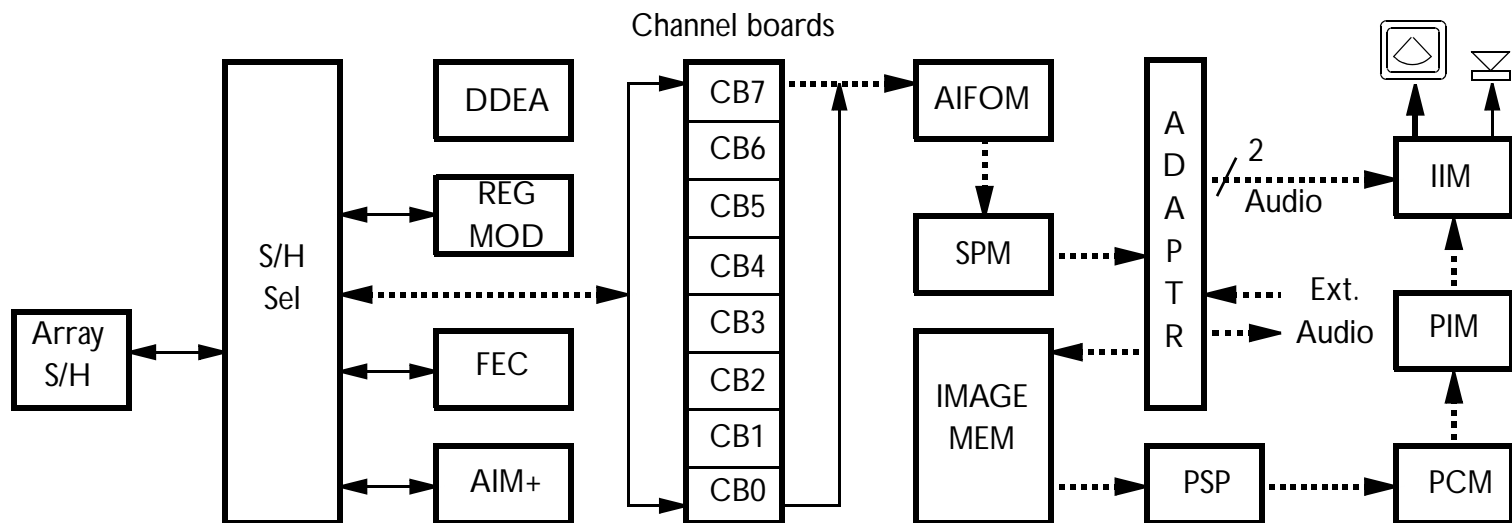 Channel boards
S/H
Sel
Array
S/H
DDEA
REG
MOD
FEC
AIM+
CB7
CB6
CB5
CB4
CB3
CB2
CB1
CB0
AIFOM
SPM
IMAGE
MEM
A
D
A
P
T
R
2
Audio
Ext.
Audio
PSP
IIM
PIM
PCM